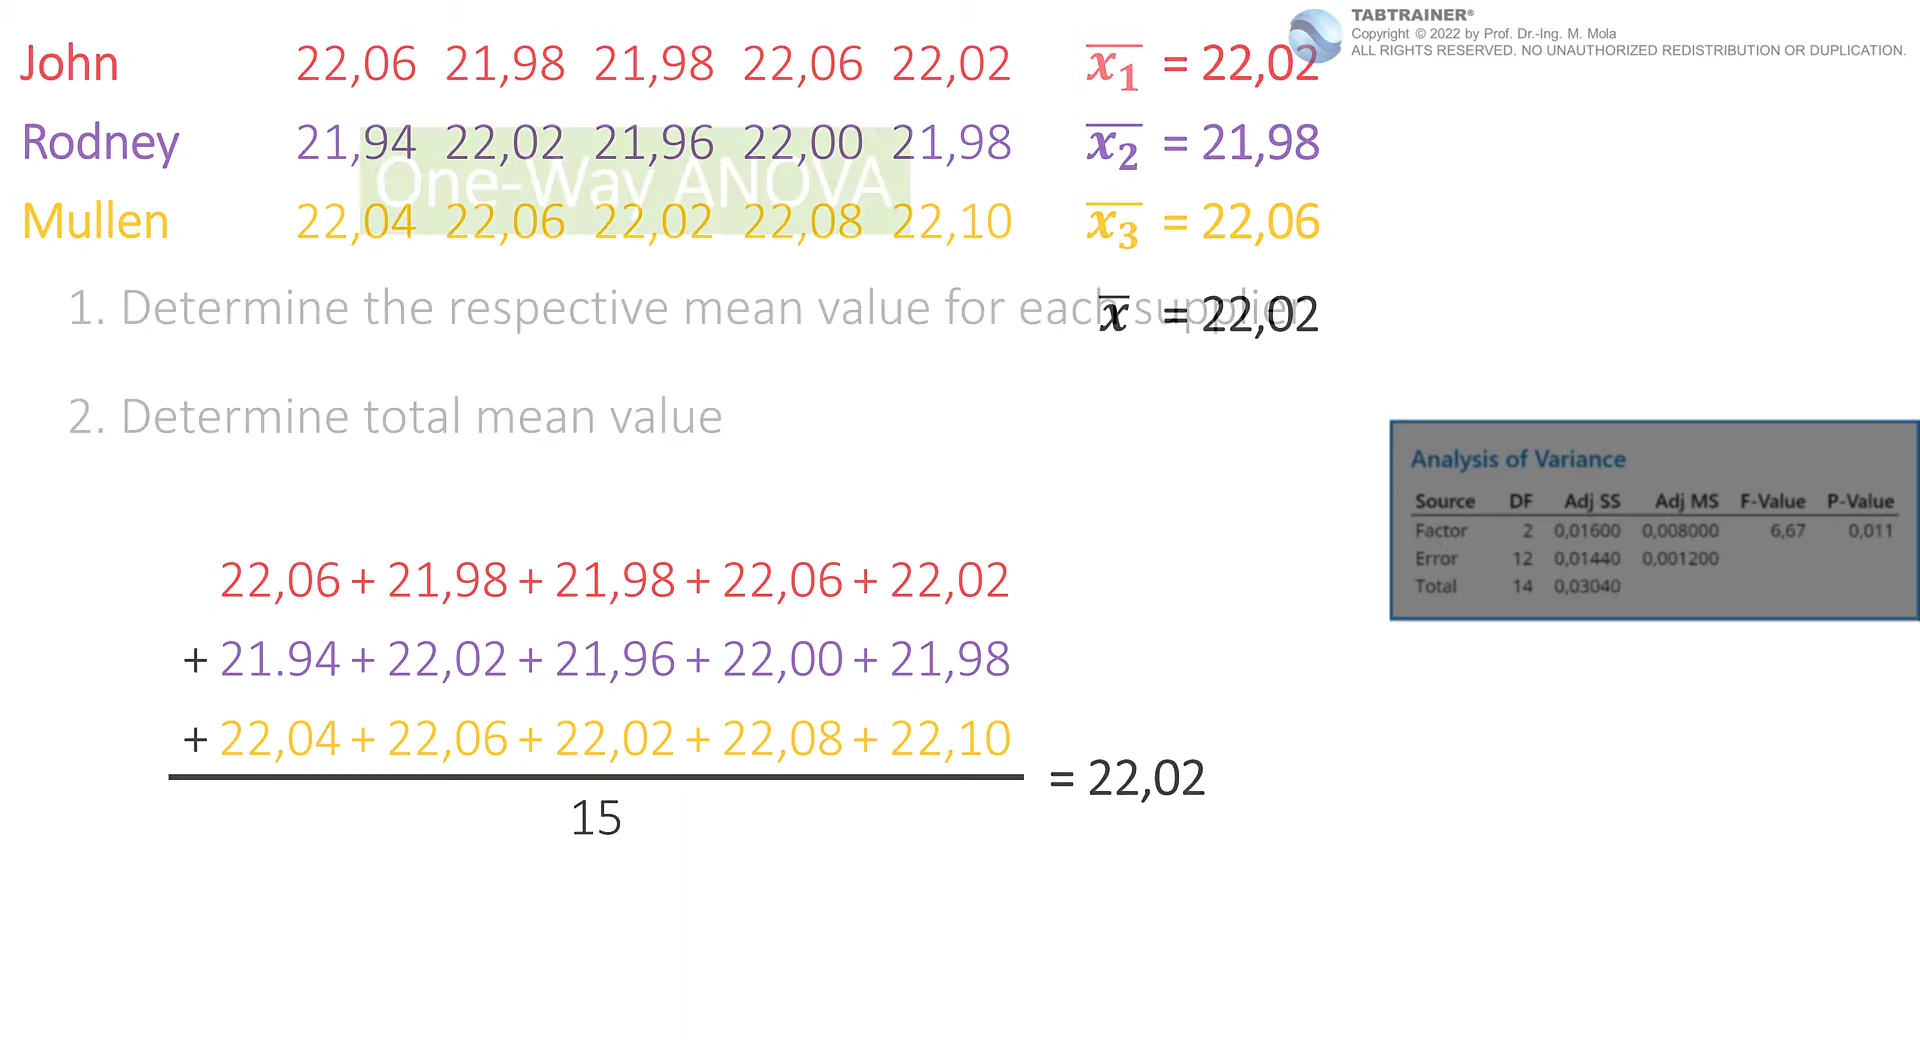 TABTRAINER®
Copyright © 2022 by Prof. Dr.-Ing. M. Mola
ALL RIGHTS RESERVED. NO UNAUTHORIZED REDISTRIBUTION OR DUPLICATION.
John 22,06 21,98 21,98 22,06 22,02 x̄₁ = 22,02
Rodney 21,94 22,02 21,96 22,00 21,98 x̄₂ = 21,98
One-Way ANOVA
Mullen 22,04 22,06 22,02 22,08 22,10 x̄₃ = 22,06
1. Determine the respective mean value for each supplier
x̄ = 22,02
2. Determine total mean value
Analysis of Variance
Source DF Adj SS Adj MS F-Value P-Value
Factor 2 0,01600 0,008000 6,67 0,011
Error 12 0,01440 0,001200
Total 14 0,03040
22,06 + 21,98 + 21,98 + 22,06 + 22,02
+ 21.94 + 22,02 + 21,96 + 22,00 + 21,98
+ 22,04 + 22,06 + 22,02 + 22,08 + 22,10
15
= 22,02